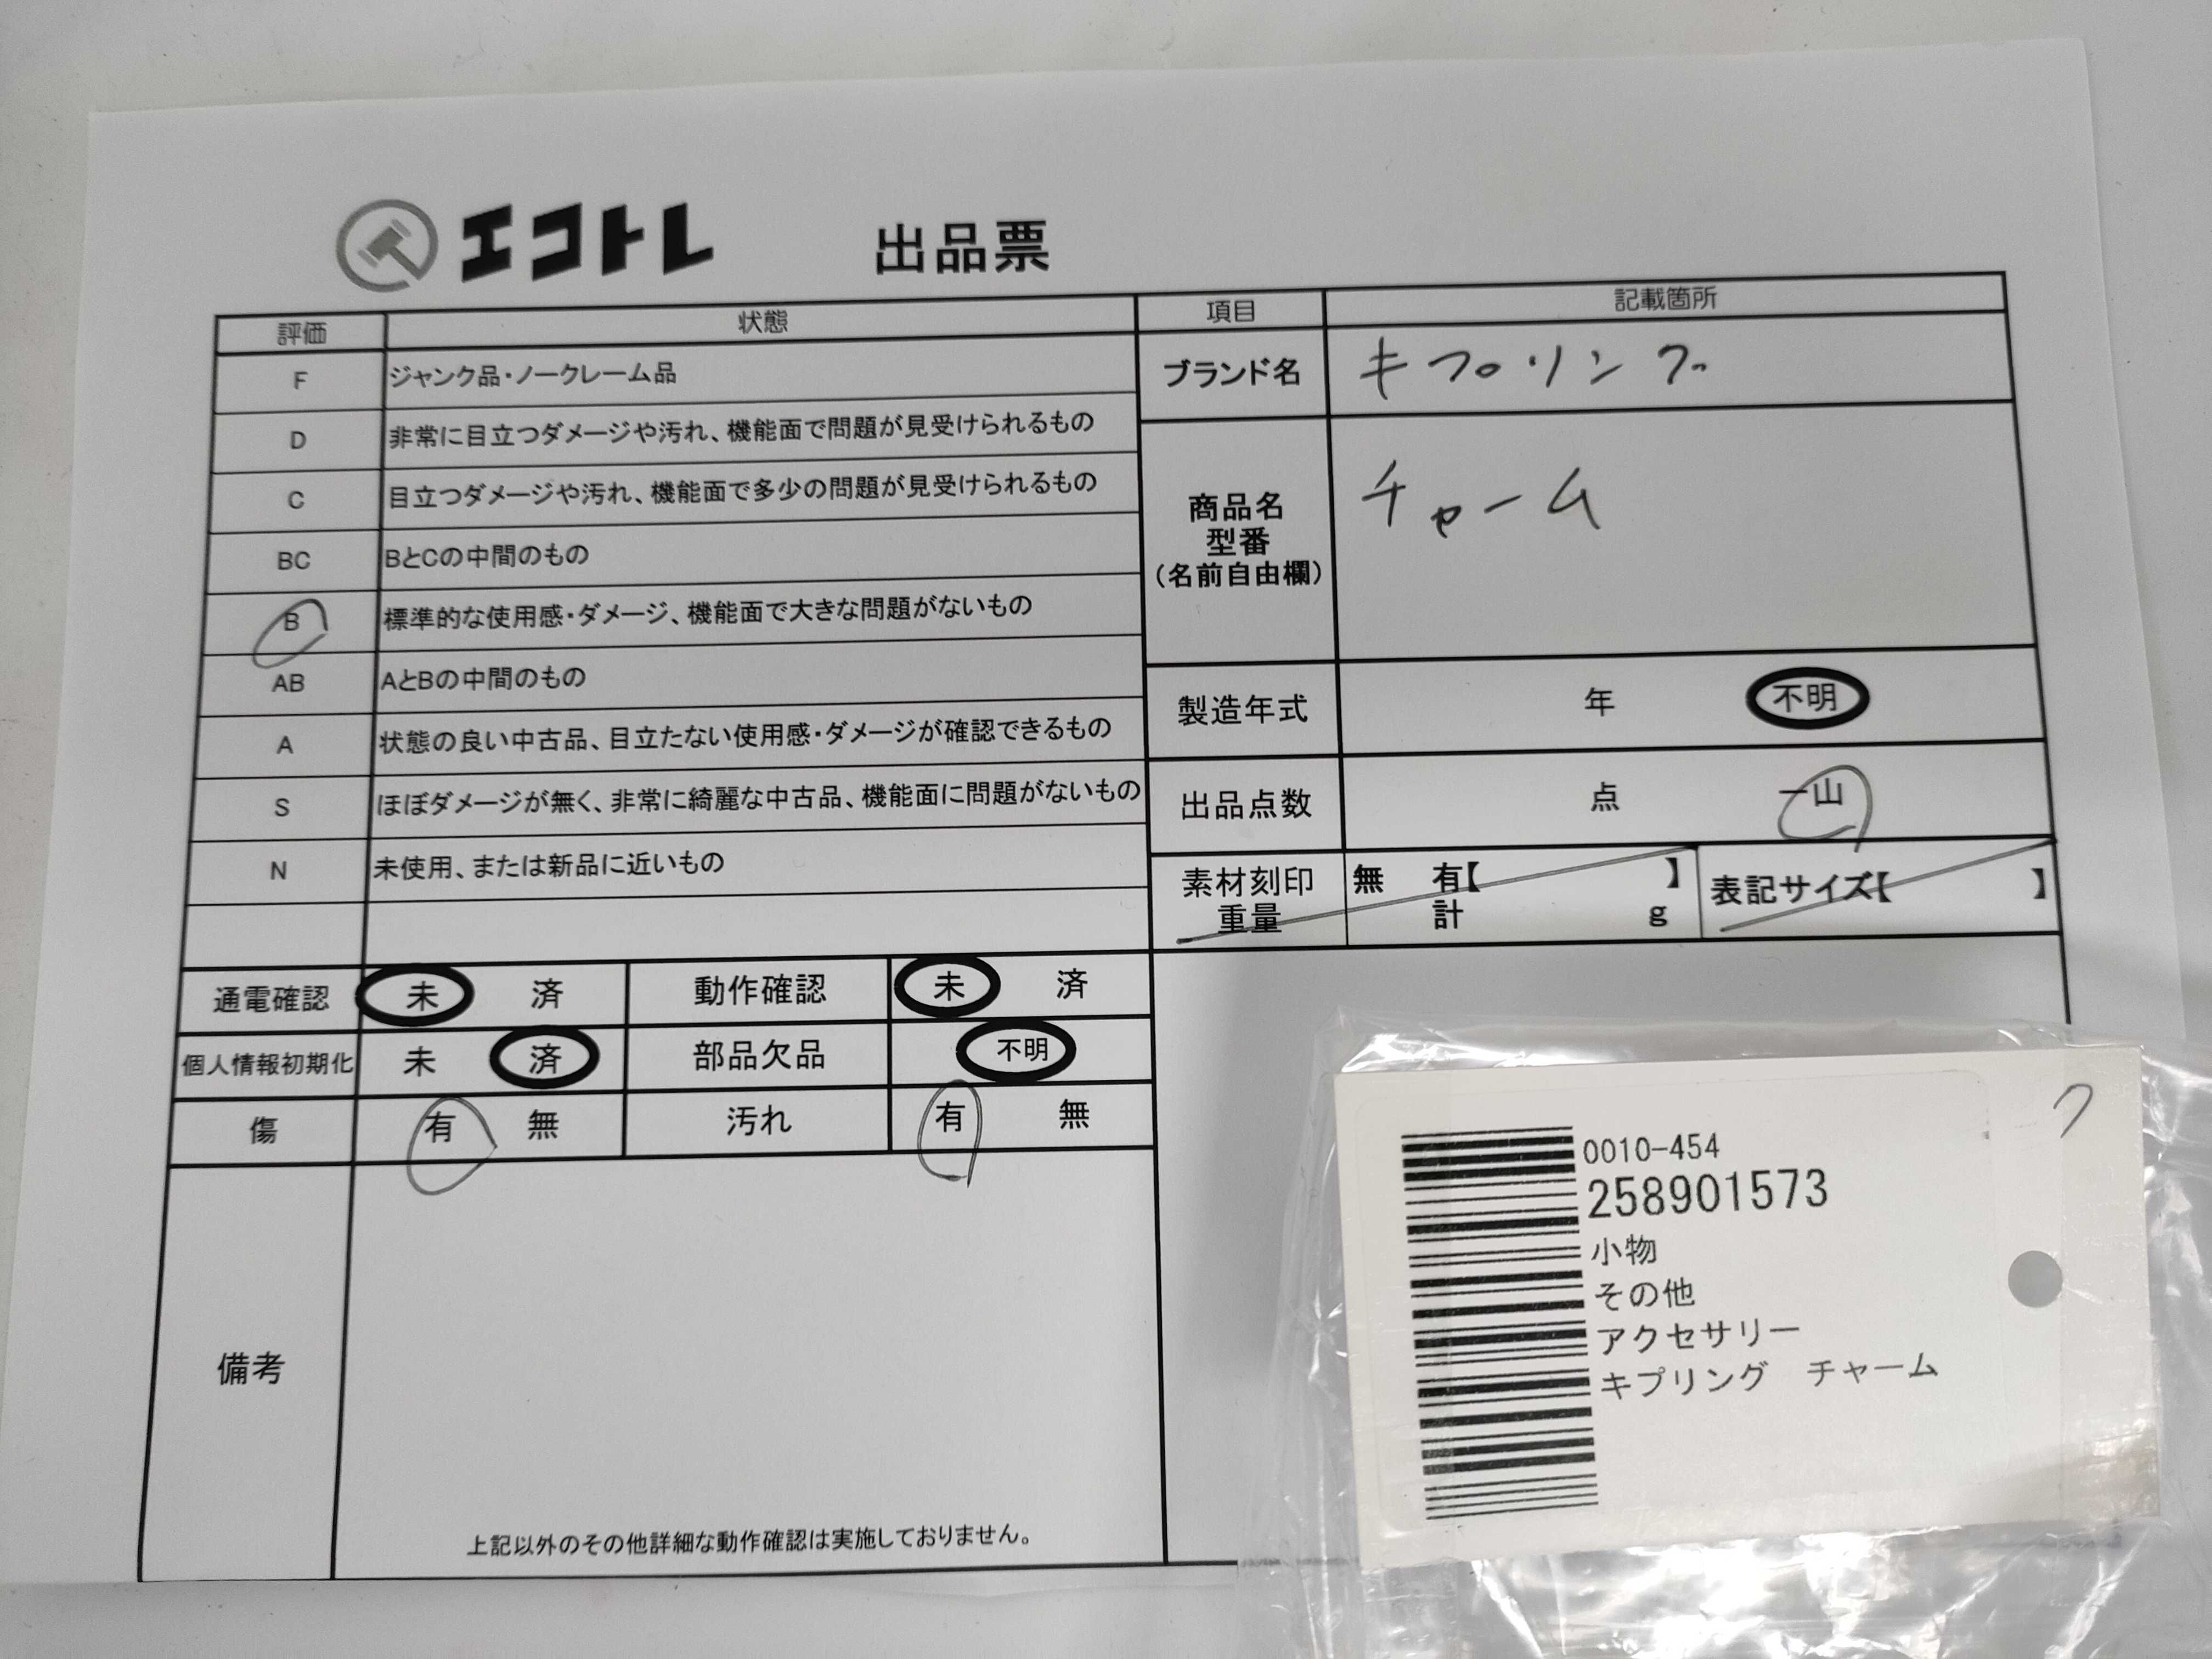 エコトレ 出品票
評価 状態
F ジャンク品・ノークレーム品
D 非常に目立つダメージや汚れ、機能面で問題が見受けられるもの
C 目立つダメージや汚れ、機能面で多少の問題が見受けられるもの
BC BとCの中間のもの
B 標準的な使用感・ダメージ、機能面で大きな問題がないもの
AB AとBの中間のもの
A 状態の良い中古品、目立たない使用感・ダメージが確認できるもの
S ほぼダメージが無く、非常に綺麗な中古品、機能面に問題がないもの
N 未使用、または新品に近いもの
項目 記載箇所
ブランド名 キプリング
商品名
型番
(名前自由欄)
チャーム
製造年式 年 不明
出品点数 点 一山
素材刻印 無 有【 】
重量 計 g
表記サイズ【 】
通電確認 未 済 動作確認 未 済
個人情報初期化 未 済 部品欠品 不明
傷 有 無 汚れ 有 無
備考
上記以外のその他詳細な動作確認は実施しておりません。
0010-454
258901573
小物
その他
アクセサリー
キプリング チャーム